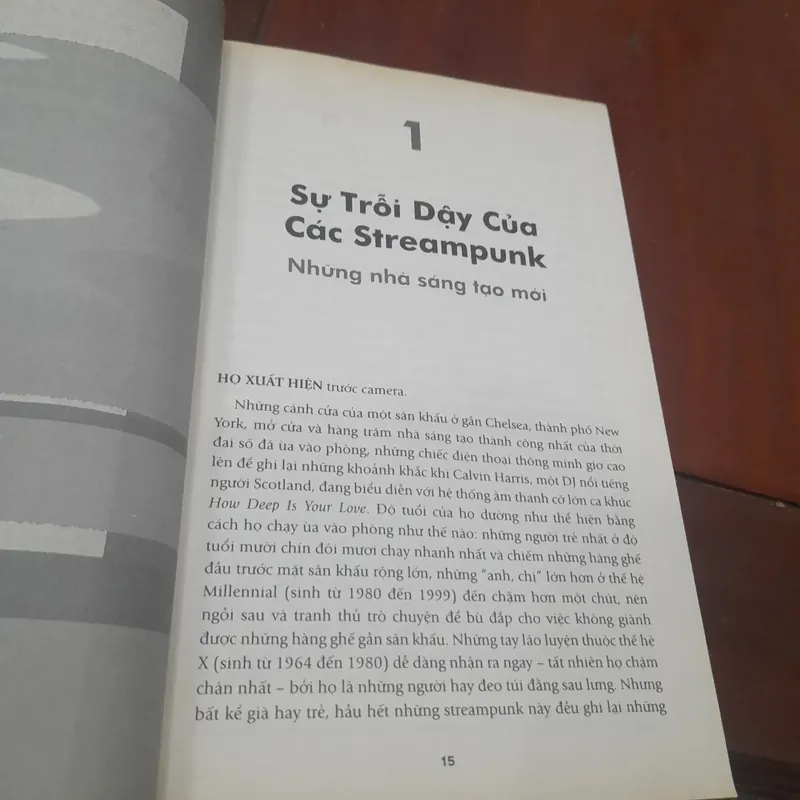 1
Sự Trỗi Dậy Của
Các Streampunk
Những nhà sáng tạo mới
HỌ XUẤT HIỆN trước camera.
Những cánh cửa của một sân khấu ở gần Chelsea, thành phố New
York, mở cửa và hàng trăm nhà sáng tạo thành công nhất của thời
đại số đã ùa vào phòng, những chiếc điện thoại thông minh giơ cao
lên để ghi lại những khoảnh khắc khi Calvin Harris, một DJ nổi tiếng
người Scotland, đang biểu diễn với hệ thống âm thanh cỡ lớn ca khúc
How Deep Is Your Love. Độ tuổi của họ dường như thể hiện bằng
cách họ chạy ùa vào phòng như thế nào: những người trẻ nhất ở độ
tuổi mười chín đôi mươi chạy nhanh nhất và chiếm những hàng ghế
đầu trước mặt sân khấu rộng lớn, những "anh, chị" lớn hơn ở thế hệ
Millennial (sinh từ 1980 đến 1999) đến chậm hơn một chút, nên
ngồi sau và tranh thủ trò chuyện để bù đắp cho việc không giành
được những hàng ghế gần sân khấu. Những tay lão luyện thuộc thế hệ
X (sinh từ 1964 đến 1980) dễ dàng nhận ra ngay – tất nhiên họ chậm
chân nhất – bởi họ là những người hay đeo túi đằng sau lưng. Nhưng
bất kể già hay trẻ, hầu hết những streampunk này đều ghi lại những
15